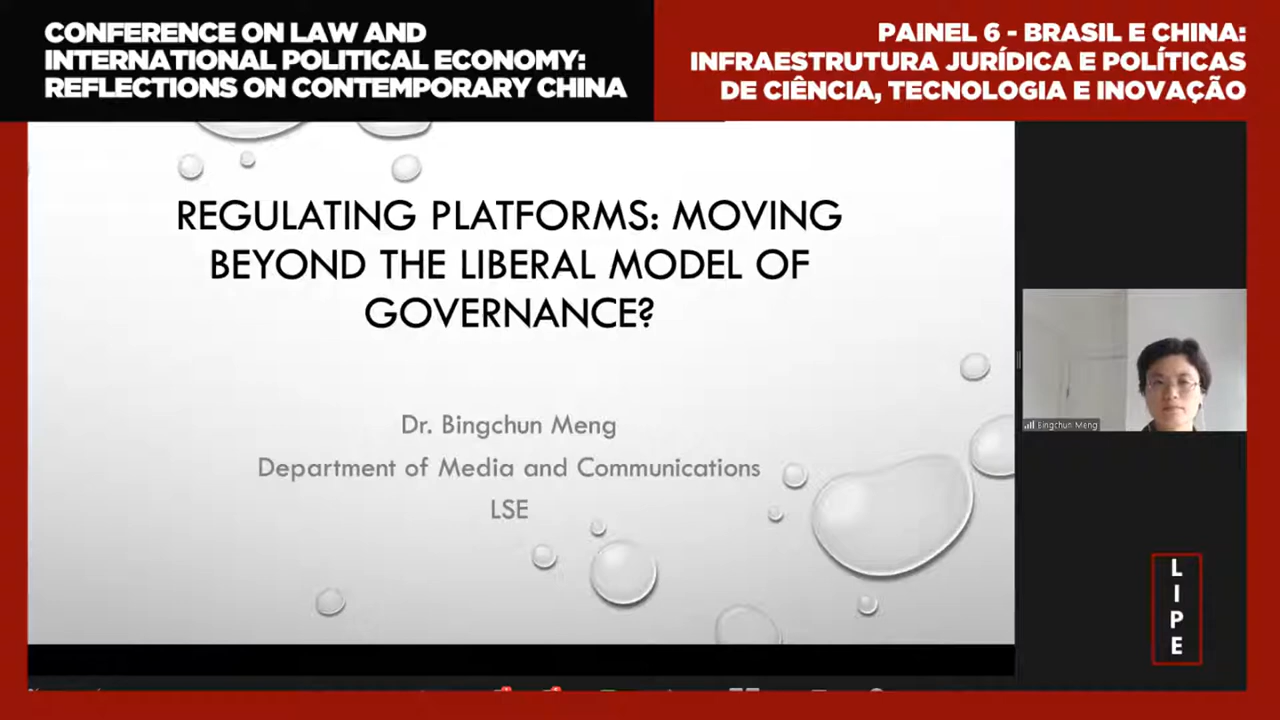 CONFERENCE ON LAW AND
INTERNATIONAL POLITICAL ECONOMY:
REFLECTIONS ON CONTEMPORARY CHINA
PAINEL 6 - BRASIL E CHINA:
INFRAESTRUTURA JURÍDICA E POLÍTICAS
DE CIÊNCIA, TECNOLOGIA E INOVAÇÃO
REGULATING PLATFORMS: MOVING
BEYOND THE LIBERAL MODEL OF
GOVERNANCE?
Dr. Bingchun Meng
Department of Media and Communications
LSE
Bingchun Meng
L
I
P
E